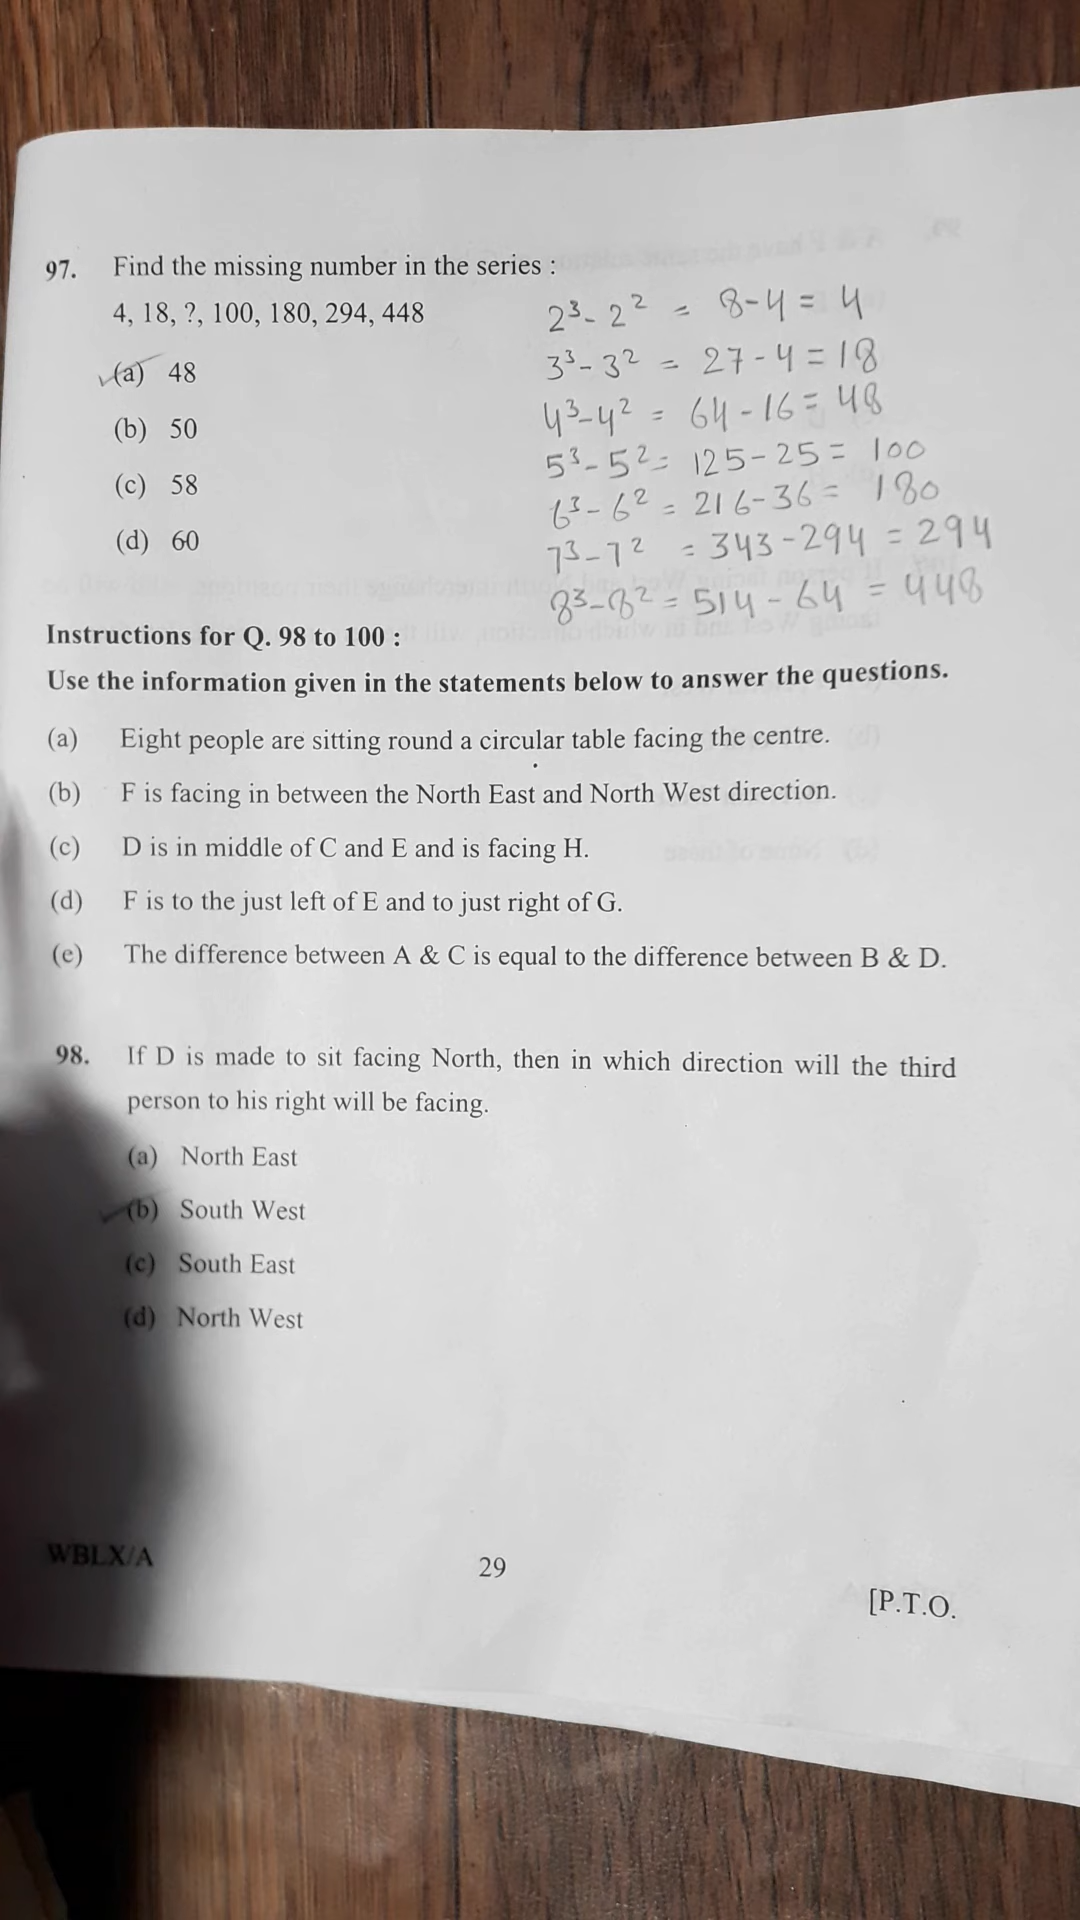 97. Find the missing number in the series :
4, 18, ?, 100, 180, 294, 448
(a) 48
(b) 50
(c) 58
(d) 60
2³- 2² = 8-4 = 4
3³- 3² = 27-4 = 18
4³-4² = 64-16 = 48
5³-5² = 125-25 = 100
6³-6² = 216-36 = 180
7³-7² = 343-294 = 294
8³-8² = 514-64 = 448
Instructions for Q. 98 to 100 :
Use the information given in the statements below to answer the questions.
(a) Eight people are sitting round a circular table facing the centre.
(b) F is facing in between the North East and North West direction.
(c) D is in middle of C and E and is facing H.
(d) F is to the just left of E and to just right of G.
(e) The difference between A & C is equal to the difference between B & D.
98. If D is made to sit facing North, then in which direction will the third
person to his right will be facing.
(a) North East
(b) South West
(c) South East
(d) North West
WBLX/A
29
[P.T.O.